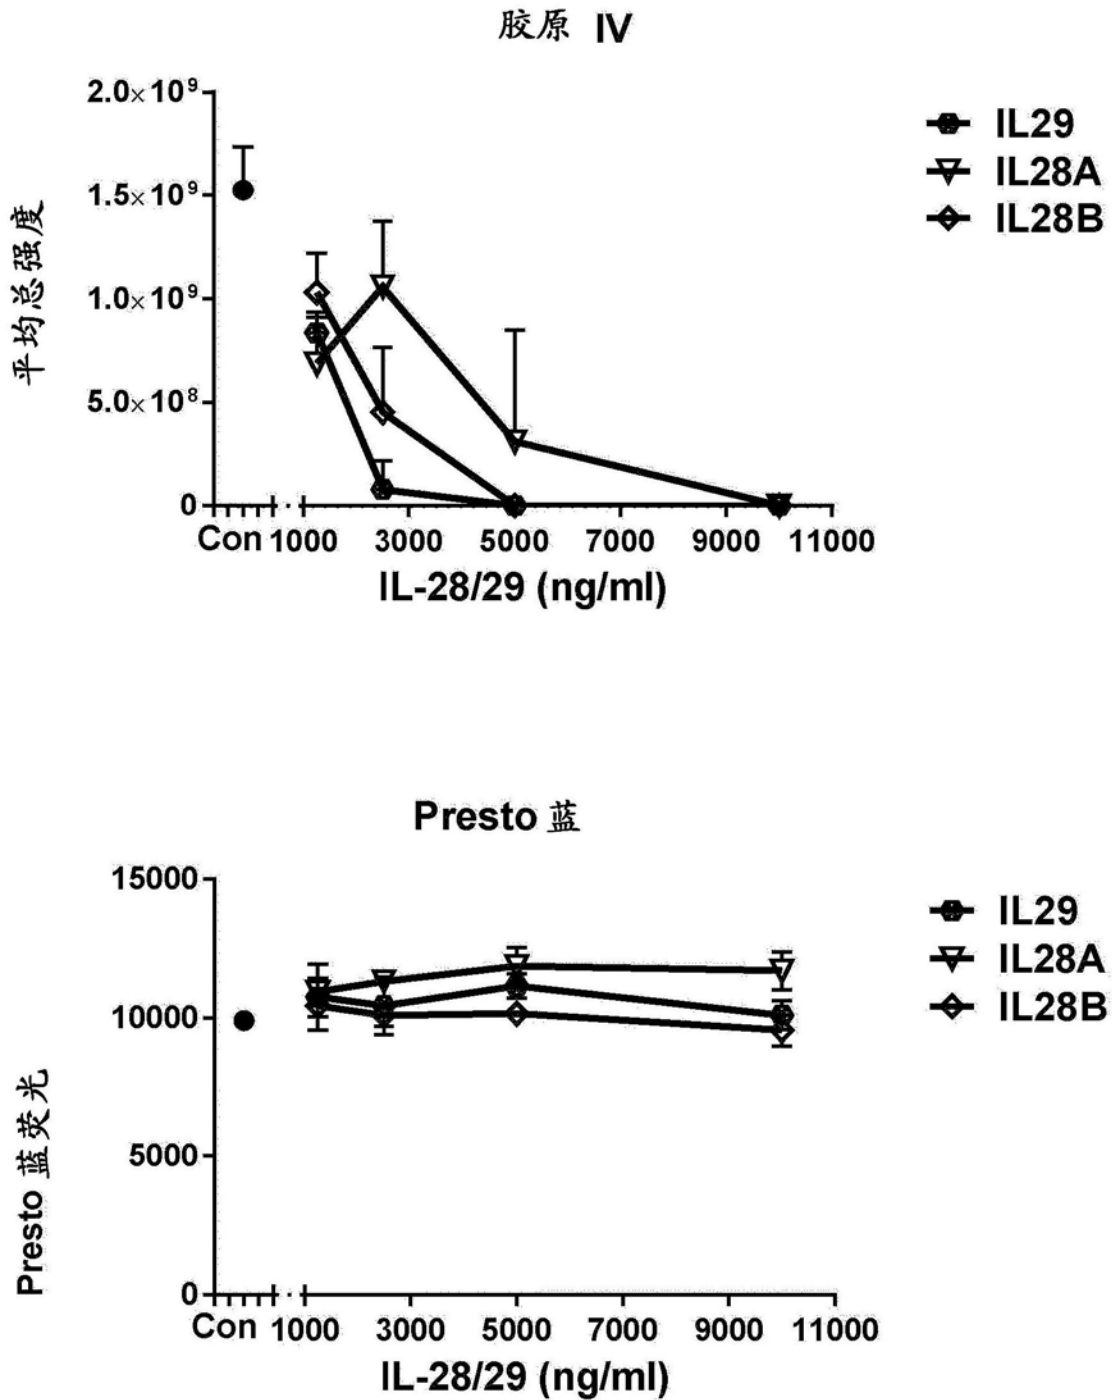 胶原 IV
2.0×10⁹
1.5×10⁹
1.0×10⁹
5.0×10⁸
0
平均总强度
IL29
IL28A
IL28B
Con 1000 3000 5000 7000 9000 11000
IL-28/29 (ng/ml)
Presto 蓝
15000
10000
5000
0
Presto 蓝荧光
IL29
IL28A
IL28B
Con 1000 3000 5000 7000 9000 11000
IL-28/29 (ng/ml)